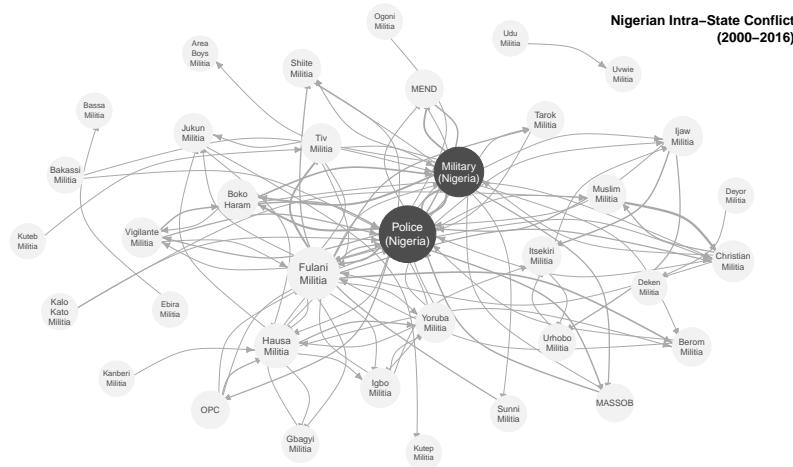 Nigerian Intra–State Conflict
(2000–2016)
Ogoni
Militia
Udu
Militia
Area
Boys
Militia
Shiite
Militia
Uvwie
Militia
MEND
Bassa
Militia
Jukun
Militia
Tiv
Militia
Tarok
Militia
Ijaw
Militia
Bakassi
Militia
Military
(Nigeria)
Boko
Haram
Muslim
Militia
Deyor
Militia
Kuteb
Militia
Vigilante
Militia
Police
(Nigeria)
Itsekiri
Militia
Christian
Militia
Fulani
Militia
Deken
Militia
Kalo
Kato
Militia
Ebira
Militia
Yoruba
Militia
Hausa
Militia
Urhobo
Militia
Berom
Militia
Kanberi
Militia
Igbo
Militia
OPC
Sunni
Militia
MASSOB
Gbagyi
Militia
Kutep
Militia